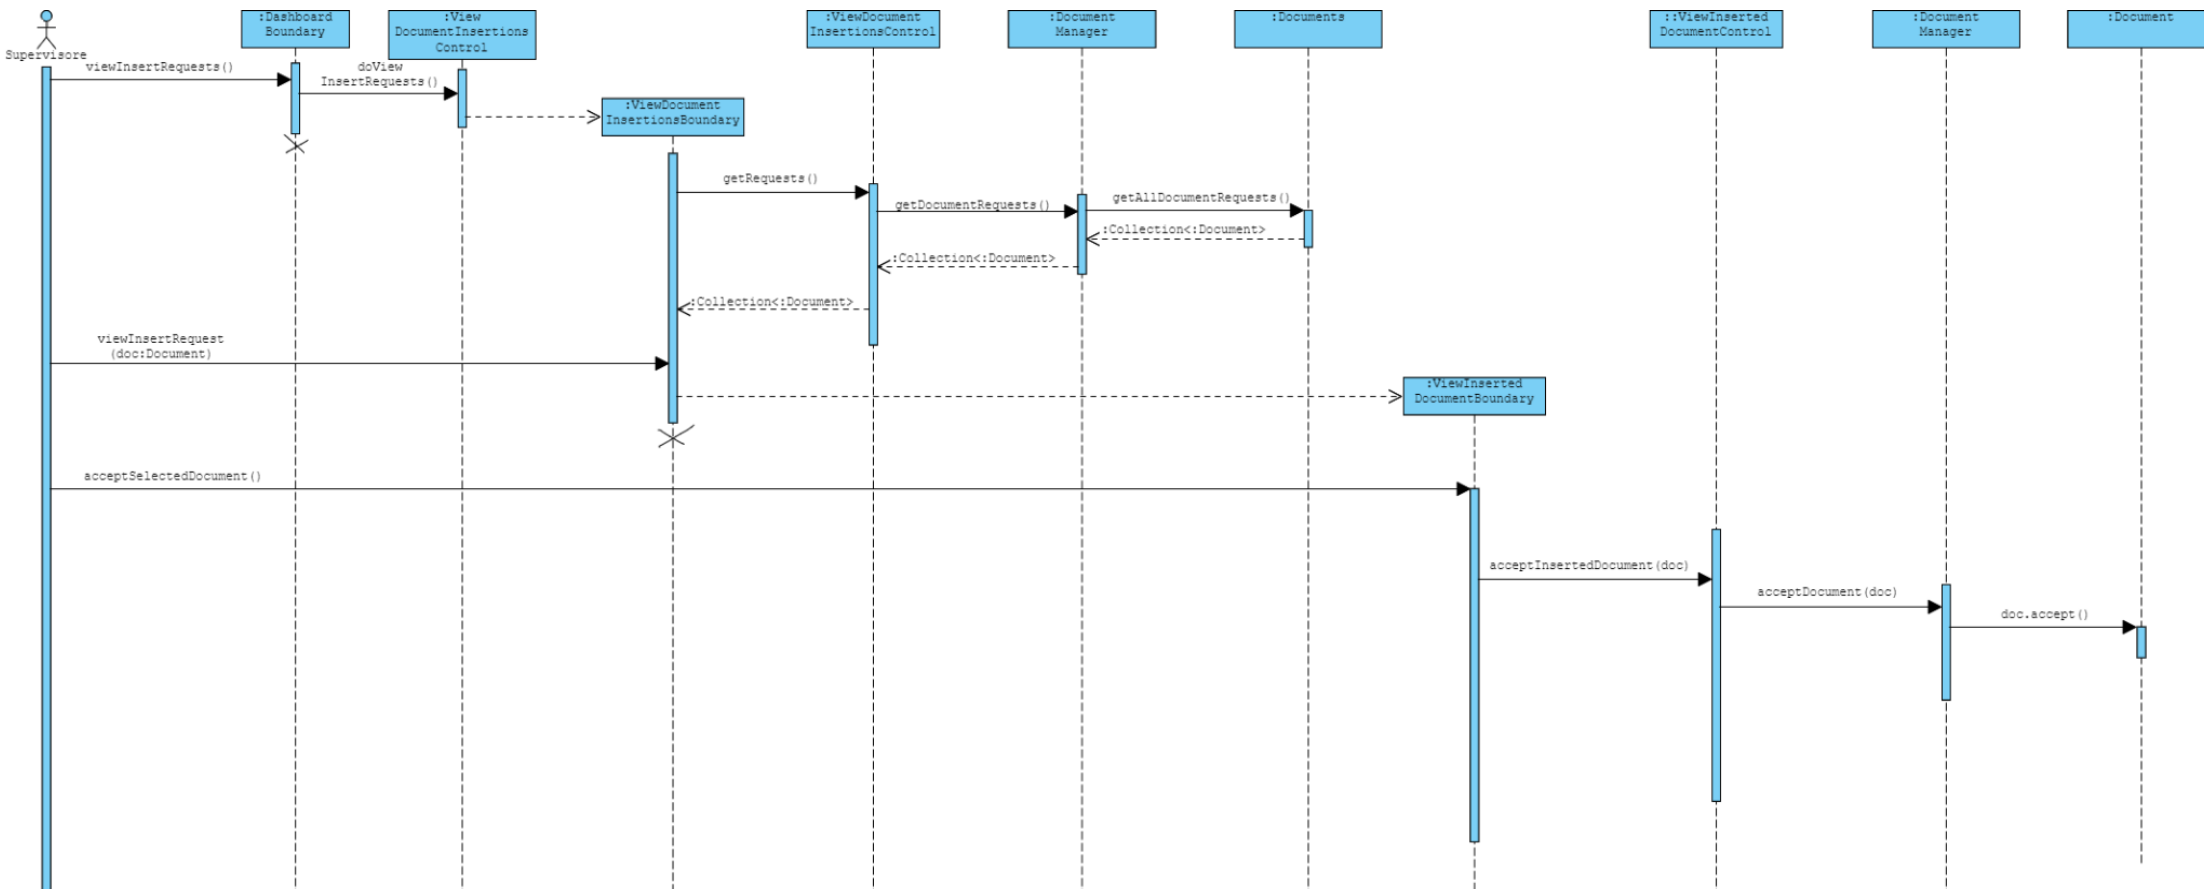 :Dashboard
Boundary
:View
DocumentInsertions
Control
:ViewDocument
InsertionsControl
:Document
Manager
:Documents
::ViewInserted
DocumentControl
:Document
Manager
:Document
Supervisore
viewInsertRequests()
doView
InsertRequests()
:ViewDocument
InsertionsBoundary
getRequests()
getDocumentRequests()
getAllDocumentRequests()
:Collection<:Document>
:Collection<:Document>
:Collection<:Document>
viewInsertRequest
(doc:Document)
:ViewInserted
DocumentBoundary
acceptSelectedDocument()
acceptInsertedDocument(doc)
acceptDocument(doc)
doc.accept()